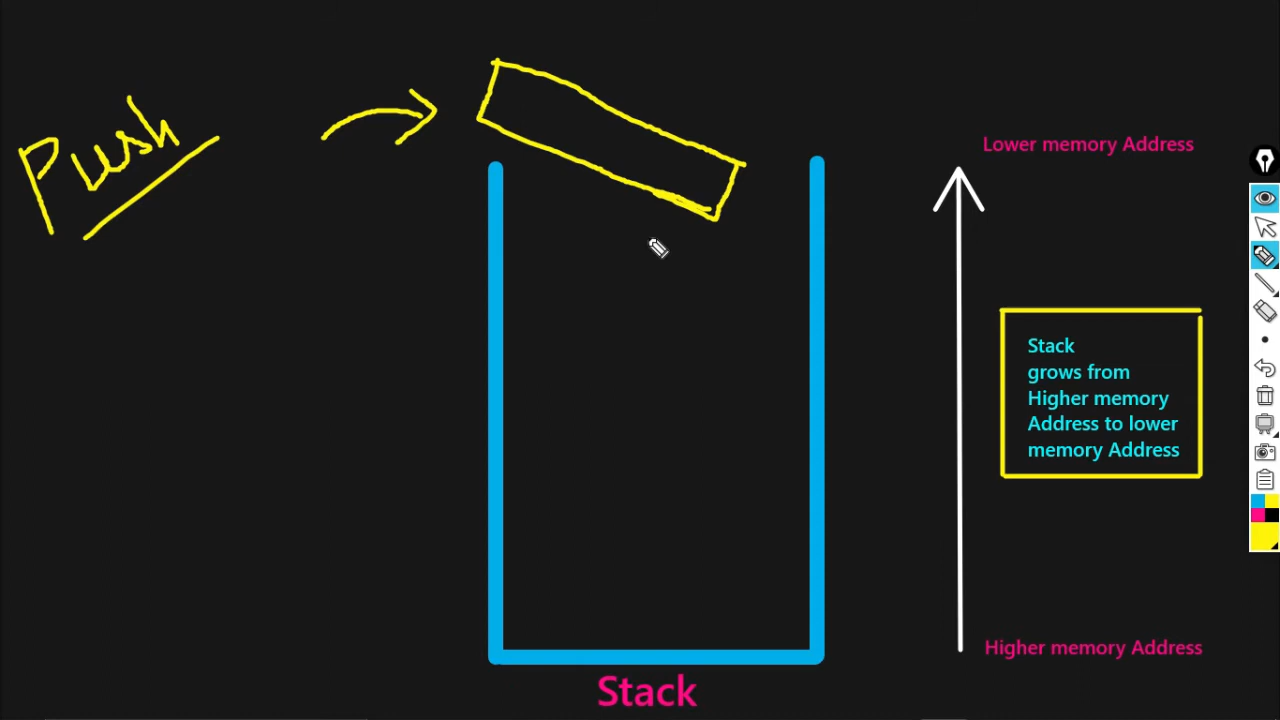 Push
Lower memory Address
Stack
grows from
Higher memory
Address to lower
memory Address
Higher memory Address
Stack